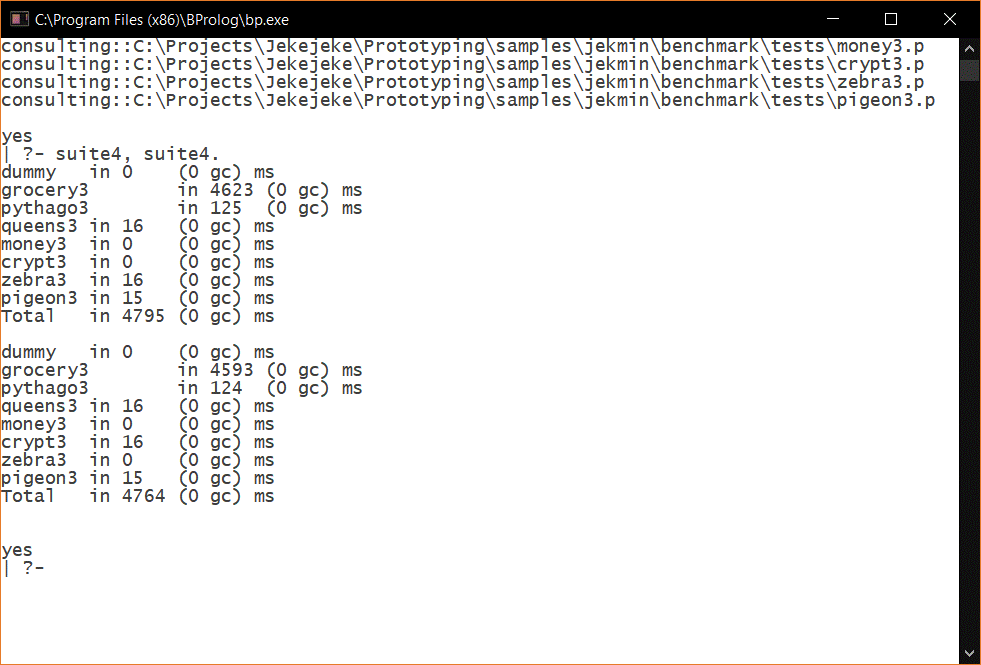 C:\Program Files (x86)\BProlog\bp.exe
consulting::C:\Projects\Jekejeke\Prototyping\samples\jekmin\benchmark\tests\money3.p
consulting::C:\Projects\Jekejeke\Prototyping\samples\jekmin\benchmark\tests\crypt3.p
consulting::C:\Projects\Jekejeke\Prototyping\samples\jekmin\benchmark\tests\zebra3.p
consulting::C:\Projects\Jekejeke\Prototyping\samples\jekmin\benchmark\tests\pigeon3.p
yes
| ?- suite4, suite4.
dummy   in 0    (0 gc) ms
grocery3        in 4623 (0 gc) ms
pythago3        in 125  (0 gc) ms
queens3 in 16   (0 gc) ms
money3  in 0    (0 gc) ms
crypt3  in 0    (0 gc) ms
zebra3  in 16   (0 gc) ms
pigeon3 in 15   (0 gc) ms
Total   in 4795 (0 gc) ms
dummy   in 0    (0 gc) ms
grocery3        in 4593 (0 gc) ms
pythago3        in 124  (0 gc) ms
queens3 in 16   (0 gc) ms
money3  in 0    (0 gc) ms
crypt3  in 16   (0 gc) ms
zebra3  in 0    (0 gc) ms
pigeon3 in 15   (0 gc) ms
Total   in 4764 (0 gc) ms
yes
| ?-